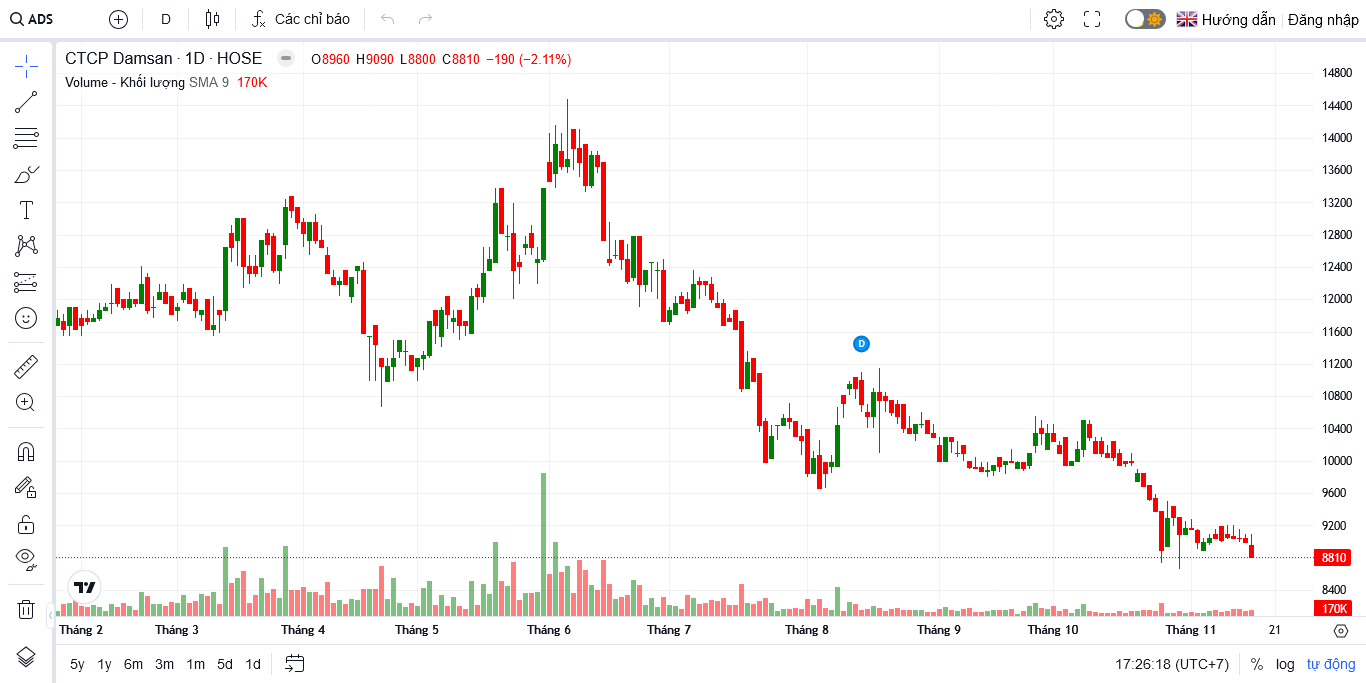 ADS D Các chỉ báo Hướng dẫn Đăng nhập
CTCP Damsan · 1D · HOSE O8960 H9090 L8800 C8810 −190 (−2.11%)
Volume - Khối lượng SMA 9 170K
14800
14400
14000
13600
13200
12800
12400
12000
11600
11200
10800
10400
10000
9600
9200
8810
8400
170K
D
Tháng 2 Tháng 3 Tháng 4 Tháng 5 Tháng 6 Tháng 7 Tháng 8 Tháng 9 Tháng 10 Tháng 11 21
5y 1y 6m 3m 1m 5d 1d 17:26:18 (UTC+7) % log tự động